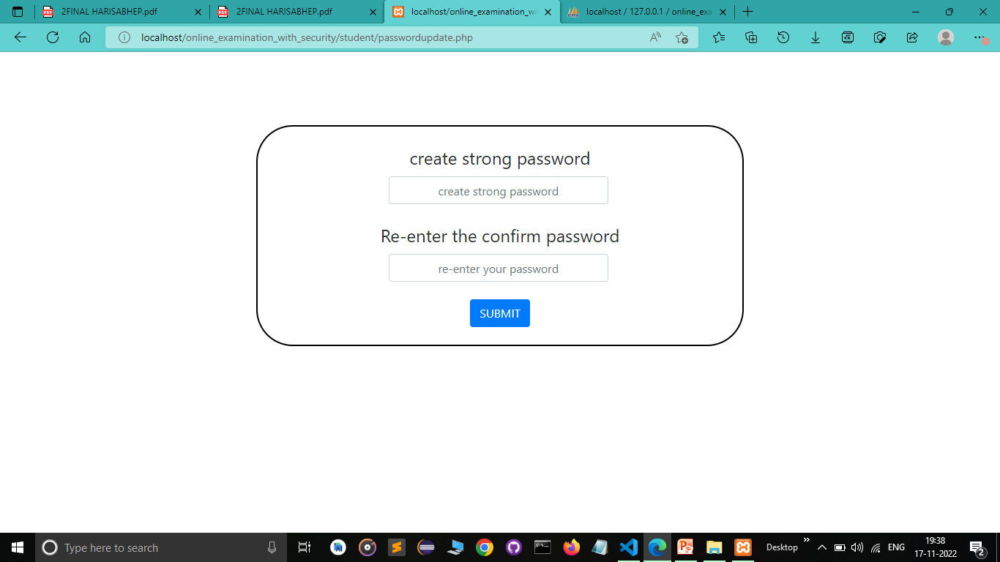 2FINAL HARISABHEP.pdf
2FINAL HARISABHEP.pdf
localhost/online_examination_wi
localhost / 127.0.0.1 / online_exa
localhost/online_examination_with_security/student/passwordupdate.php
create strong password
create strong password
Re-enter the confirm password
re-enter your password
SUBMIT
Type here to search
Desktop
ENG
19:38
17-11-2022
2